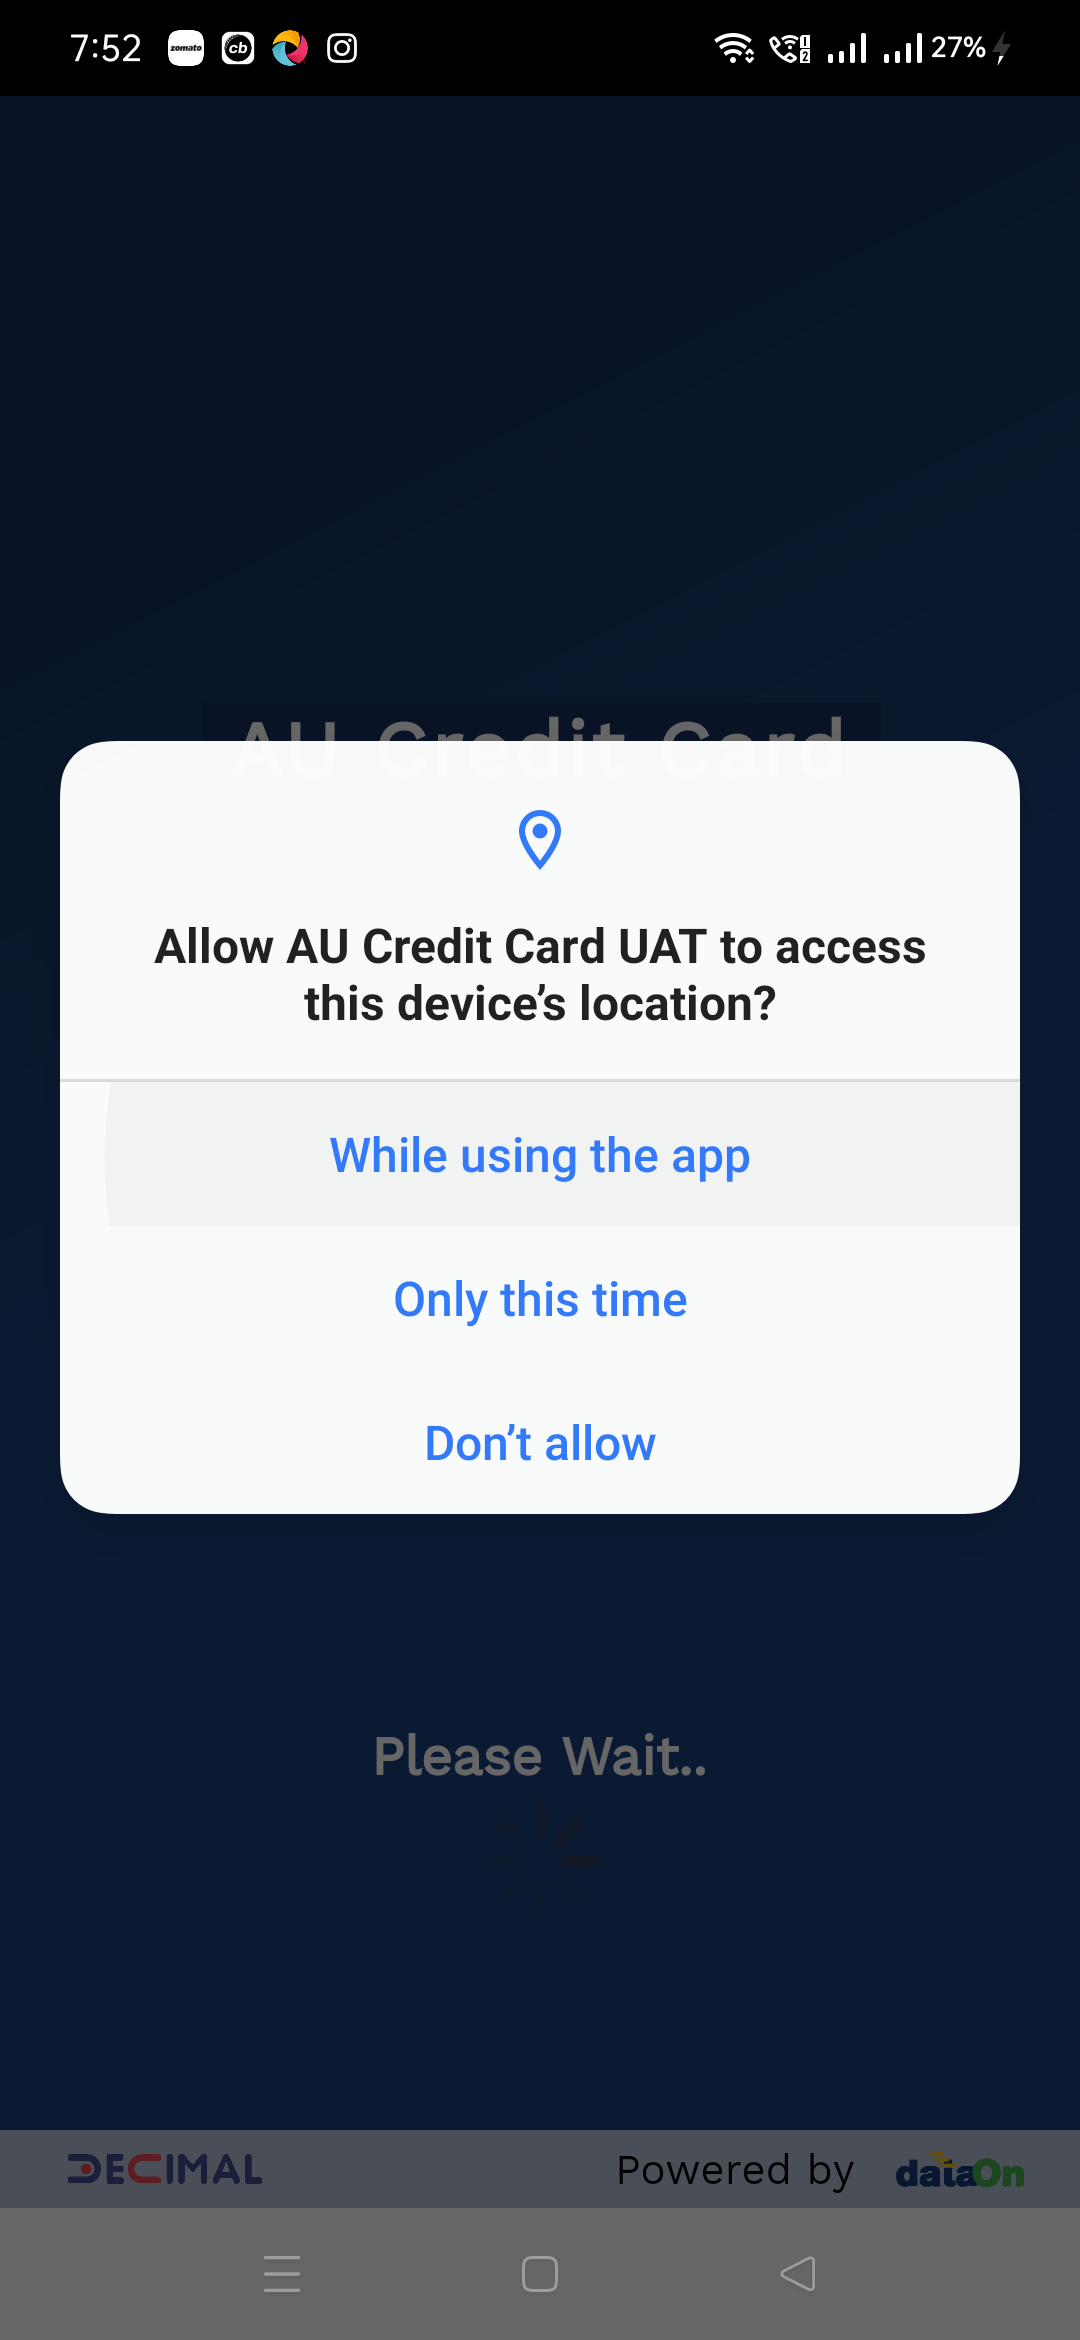 7:52 zomato cb 27%
AU Credit Card
Allow AU Credit Card UAT to access
this device’s location?
While using the app
Only this time
Don’t allow
Please Wait..
DECIMAL Powered by dataOn